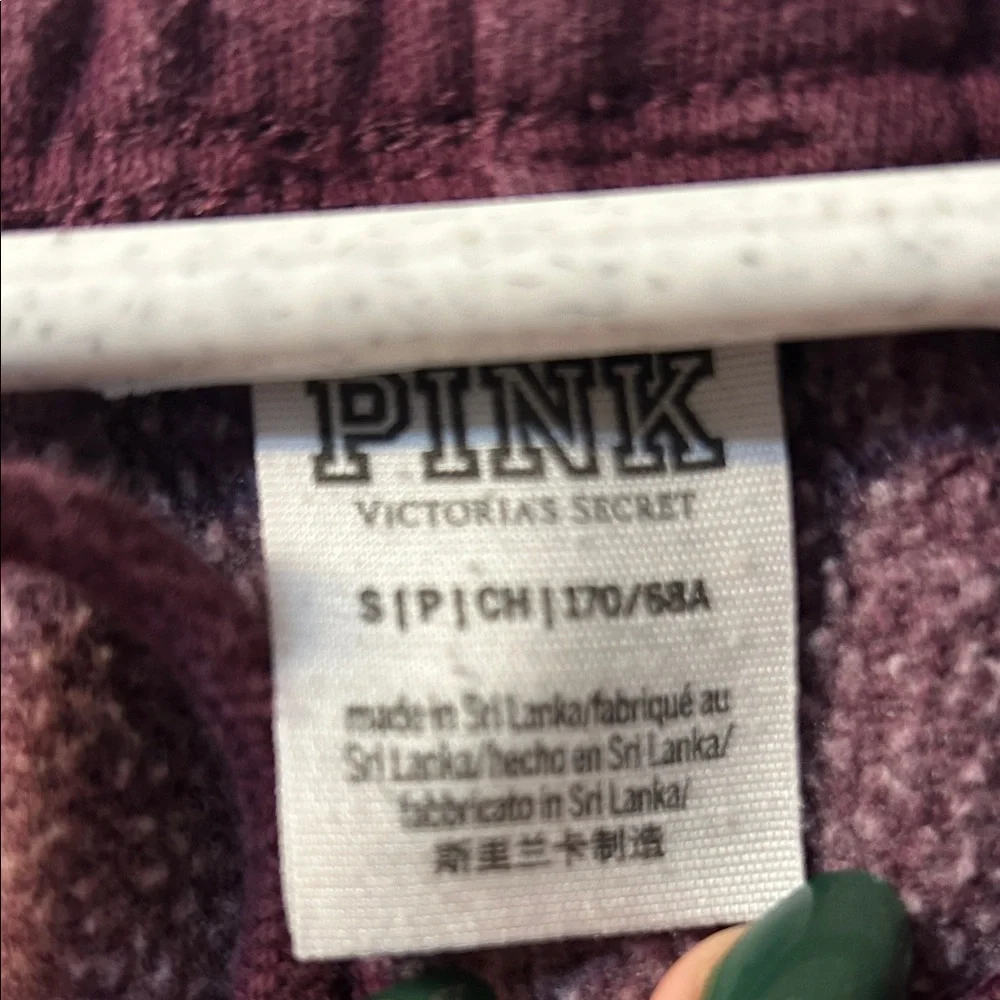 PINK
VICTORIA'S SECRET
S | P | CH | 170/68A
made in Sri Lanka/fabriqué au
Sri Lanka/hecho en Sri Lanka/
fabbricato in Sri Lanka/
斯里兰卡制造